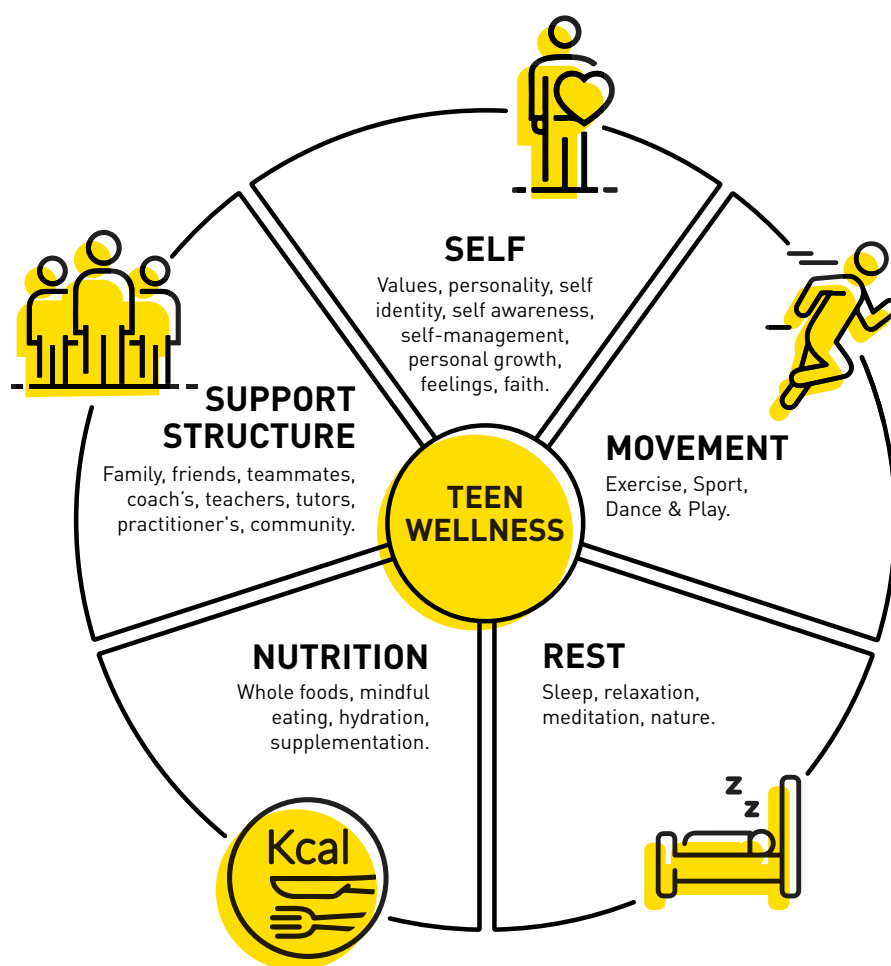 SELF
Values, personality, self
identity, self awareness,
self-management,
personal growth,
feelings, faith.
SUPPORT
STRUCTURE
Family, friends, teammates,
coach's, teachers, tutors,
practitioner's, community.
MOVEMENT
Exercise, Sport,
Dance & Play.
TEEN
WELLNESS
NUTRITION
Whole foods, mindful
eating, hydration,
supplementation.
REST
Sleep, relaxation,
meditation, nature.
Kcal
z
z